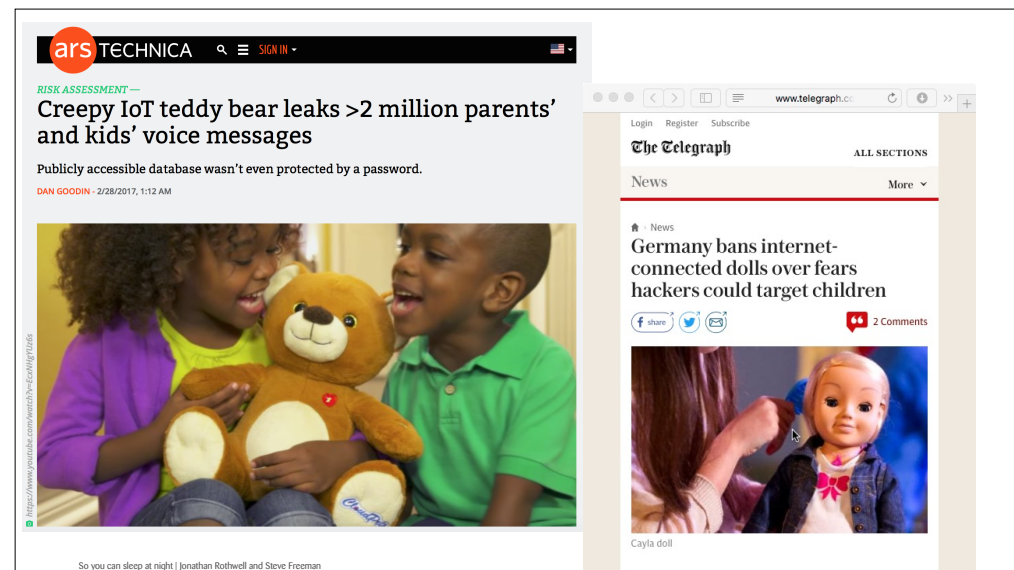 ars TECHNICA
SIGN IN
RISK ASSESSMENT —
Creepy IoT teddy bear leaks >2 million parents’
and kids’ voice messages
Publicly accessible database wasn’t even protected by a password.
DAN GOODIN - 2/28/2017, 1:12 AM
https://www.youtube.com/watch?v=EcxNHgYUz6s
CloudPets
So you can sleep at night | Jonathan Rothwell and Steve Freeman
www.telegraph.co
Login Register Subscribe
The Telegraph
ALL SECTIONS
News
More
News
Germany bans internet-
connected dolls over fears
hackers could target children
share
2 Comments
Cayla doll